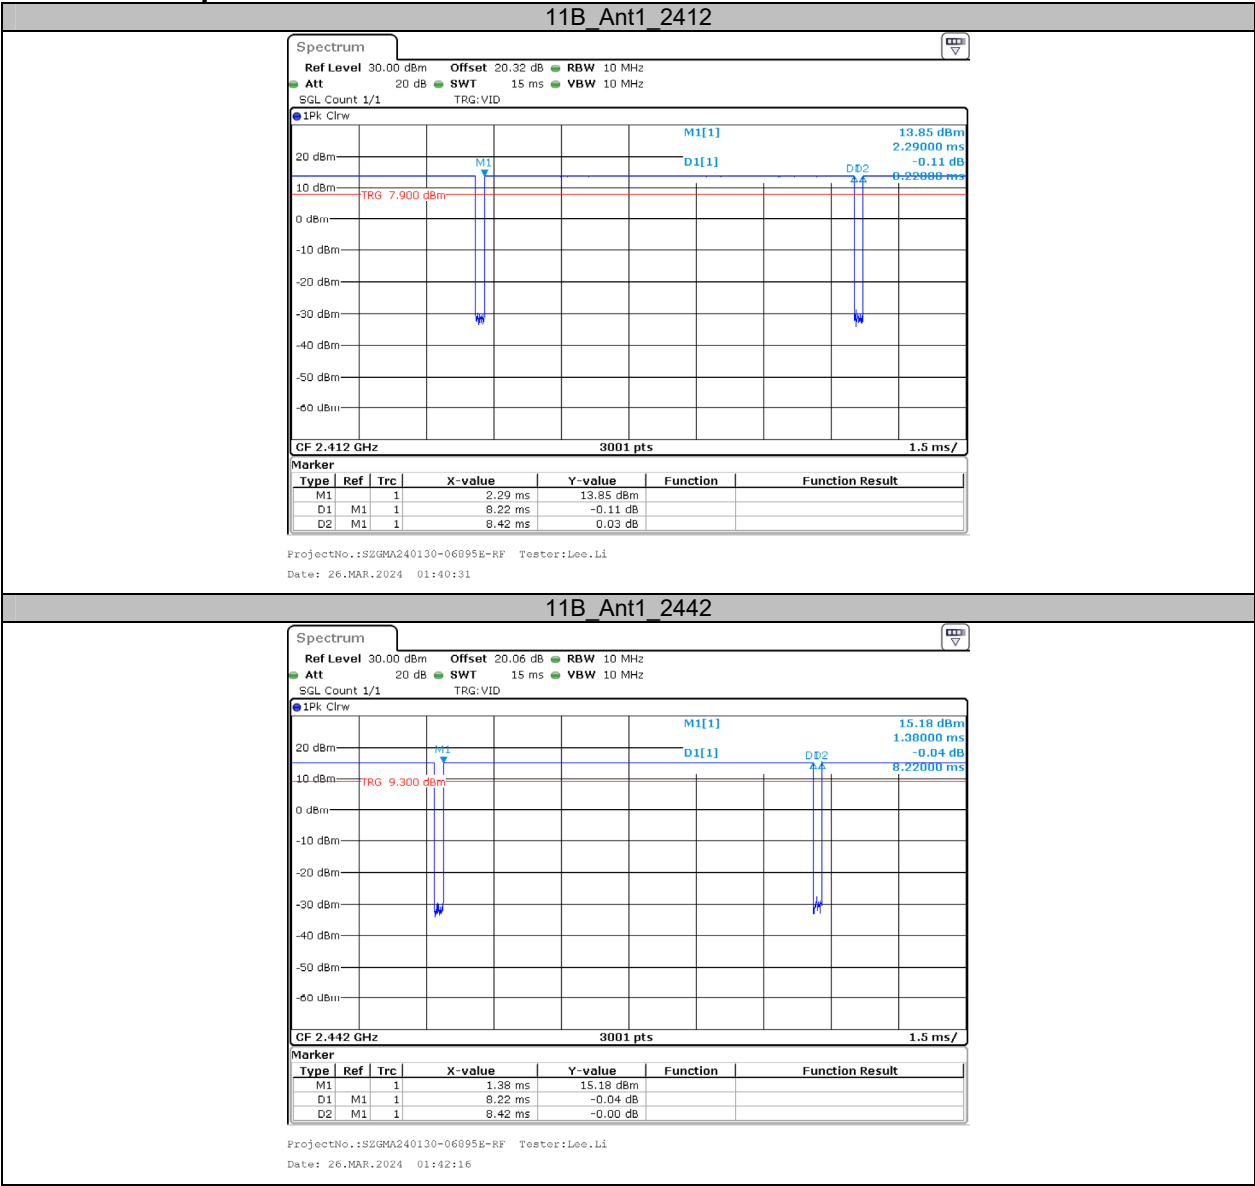 11B_Ant1_2412
Spectrum
Ref Level 30.00 dBm Offset 20.32 dB RBW 10 MHz
Att 20 dB SWT 15 ms VBW 10 MHz
SGL Count 1/1 TRG:VID
1Pk Clrw
M1[1] 13.85 dBm
2.29000 ms
20 dBm
M1
D1[1] -0.11 dB
D1D2
8.22000 ms
10 dBm
TRG 7.900 dBm
0 dBm
-10 dBm
-20 dBm
-30 dBm
-40 dBm
-50 dBm
-60 dBm
CF 2.412 GHz 3001 pts 1.5 ms/
Marker
Type Ref Trc X-value Y-value Function Function Result
M1 1 2.29 ms 13.85 dBm
D1 M1 1 8.22 ms -0.11 dB
D2 M1 1 8.42 ms 0.03 dB
ProjectNo.:SZGMA240130-06895E-RF Tester:Lee.Li
Date: 26.MAR.2024 01:40:31
11B_Ant1_2442
Spectrum
Ref Level 30.00 dBm Offset 20.06 dB RBW 10 MHz
Att 20 dB SWT 15 ms VBW 10 MHz
SGL Count 1/1 TRG:VID
1Pk Clrw
M1[1] 15.18 dBm
1.38000 ms
20 dBm
M1
D1[1] -0.04 dB
D1D2
8.22000 ms
10 dBm
TRG 9.300 dBm
0 dBm
-10 dBm
-20 dBm
-30 dBm
-40 dBm
-50 dBm
-60 dBm
CF 2.442 GHz 3001 pts 1.5 ms/
Marker
Type Ref Trc X-value Y-value Function Function Result
M1 1 1.38 ms 15.18 dBm
D1 M1 1 8.22 ms -0.04 dB
D2 M1 1 8.42 ms -0.00 dB
ProjectNo.:SZGMA240130-06895E-RF Tester:Lee.Li
Date: 26.MAR.2024 01:42:16